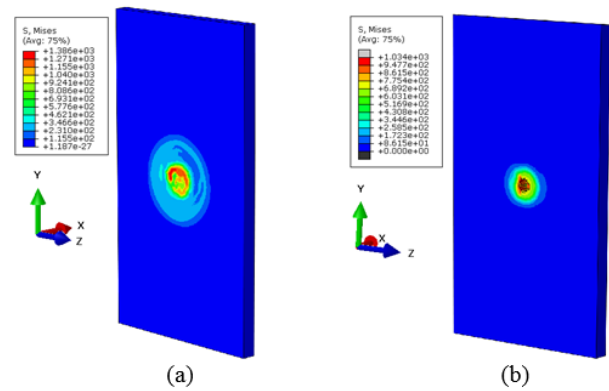 S, Mises
(Avg: 75%)
+1.386e+03
+1.271e+03
+1.155e+03
+1.040e+03
+9.241e+02
+8.086e+02
+6.931e+02
+5.776e+02
+4.621e+02
+3.466e+02
+2.310e+02
+1.155e+02
+1.187e-27
Y
X
Z
(a)
S, Mises
(Avg: 75%)
+1.034e+03
+9.477e+02
+8.615e+02
+7.754e+02
+6.892e+02
+6.031e+02
+5.169e+02
+4.308e+02
+3.446e+02
+2.585e+02
+1.723e+02
+8.615e+01
+0.000e+00
Y
X
Z
(b)